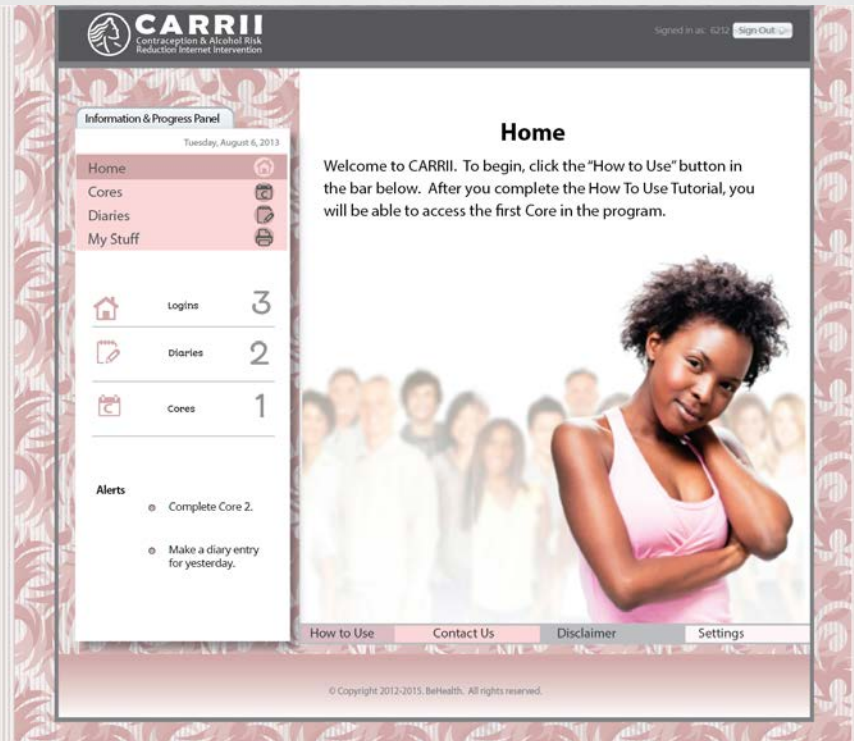 CARRII
Contraception & Alcohol Risk
Reduction Internet Intervention
Signed in as: 6212 Sign Out
Information & Progress Panel
Tuesday, August 6, 2013
Home
Cores
Diaries
My Stuff
Logins 3
Diaries 2
Cores 1
Alerts
Complete Core 2.
Make a diary entry
for yesterday.
Home
Welcome to CARRII. To begin, click the "How to Use" button in
the bar below. After you complete the How To Use Tutorial, you
will be able to access the first Core in the program.
How to Use Contact Us Disclaimer Settings
© Copyright 2012-2015. BeHealth. All rights reserved.